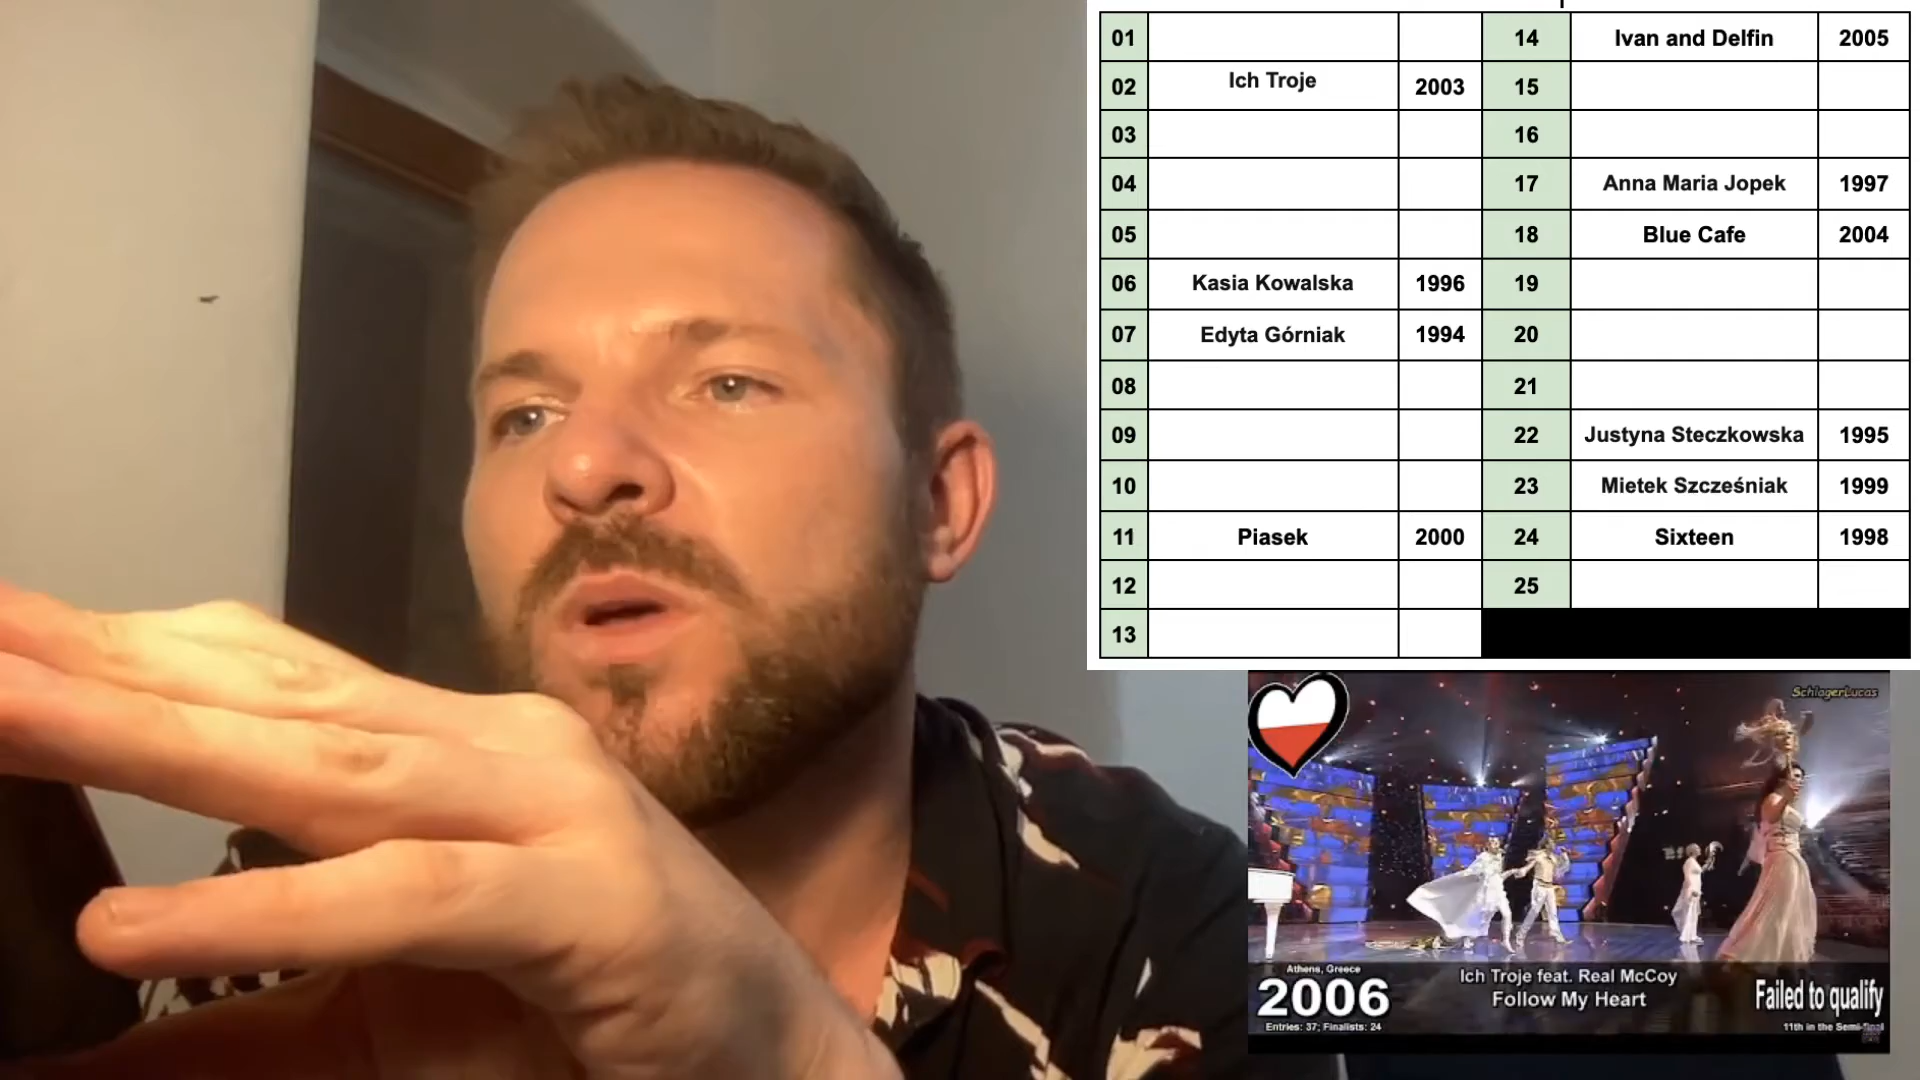 01
02 Ich Troje 2003
03
04
05
06 Kasia Kowalska 1996
07 Edyta Górniak 1994
08
09
10
11 Piasek 2000
12
13
14 Ivan and Delfin 2005
15
16
17 Anna Maria Jopek 1997
18 Blue Cafe 2004
19
20
21
22 Justyna Steczkowska 1995
23 Mietek Szcześniak 1999
24 Sixteen 1998
25
SchlagerLucas
Athens, Greece
2006
Entries: 37; Finalists: 24
Ich Troje feat. Real McCoy
Follow My Heart
Failed to qualify
11th in the Semi-final